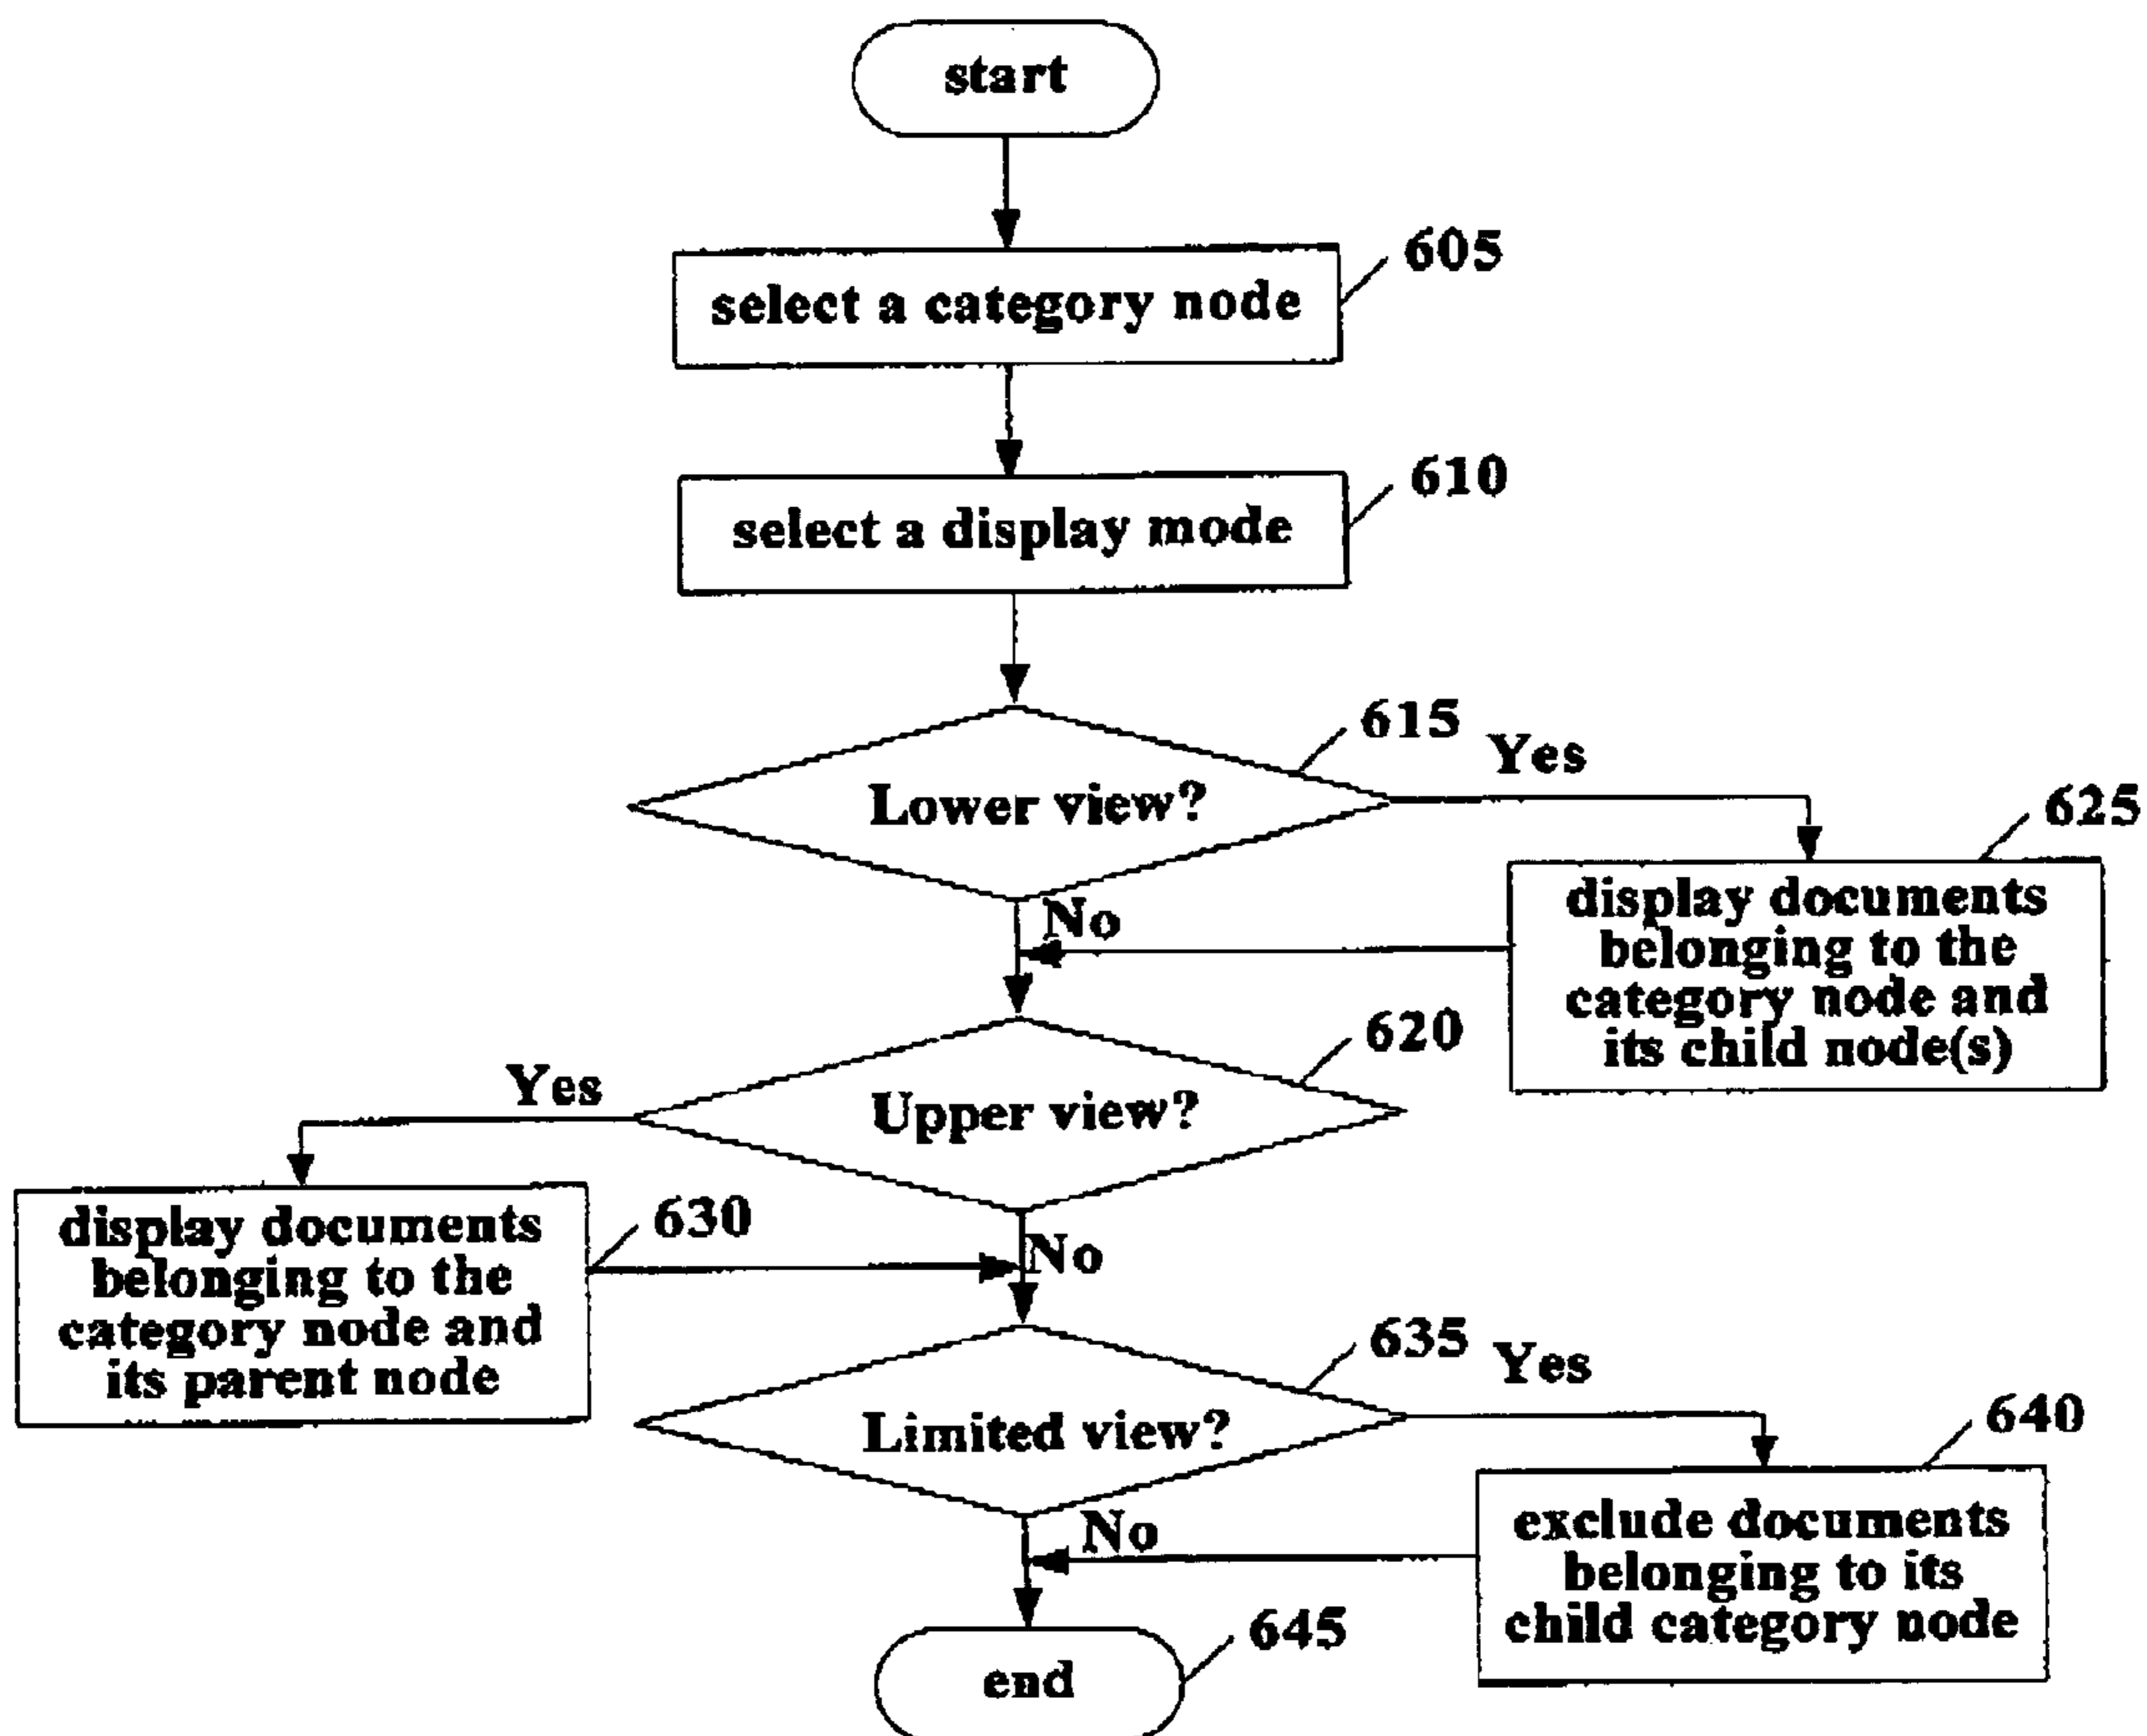 start
605
select a category node
610
select a display mode
615
Yes
Lower view?
625
No
display documents
belonging to the
category node and
its child node(s)
620
Yes
Upper view?
630
display documents
belonging to the
category node and
its parent node
No
635
Yes
Limited view?
640
No
exclude documents
belonging to its
child category node
645
end